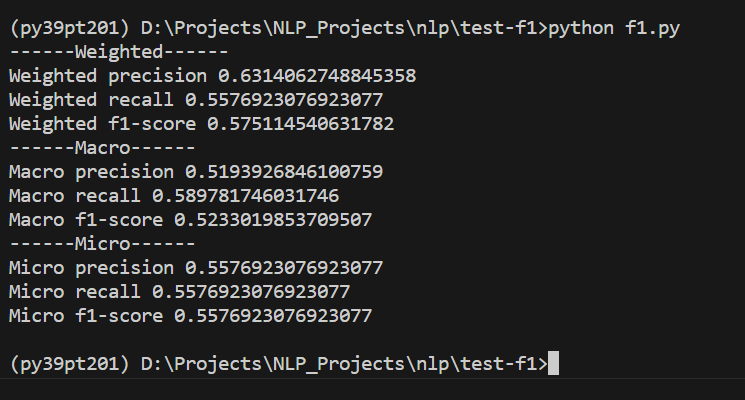 (py39pt201) D:\Projects\NLP_Projects\nlp\test-f1>python f1.py
------Weighted------
Weighted precision 0.6314062748845358
Weighted recall 0.5576923076923077
Weighted f1-score 0.575114540631782
------Macro------
Macro precision 0.5193926846100759
Macro recall 0.589781746031746
Macro f1-score 0.5233019853709507
------Micro------
Micro precision 0.5576923076923077
Micro recall 0.5576923076923077
Micro f1-score 0.5576923076923077
(py39pt201) D:\Projects\NLP_Projects\nlp\test-f1>